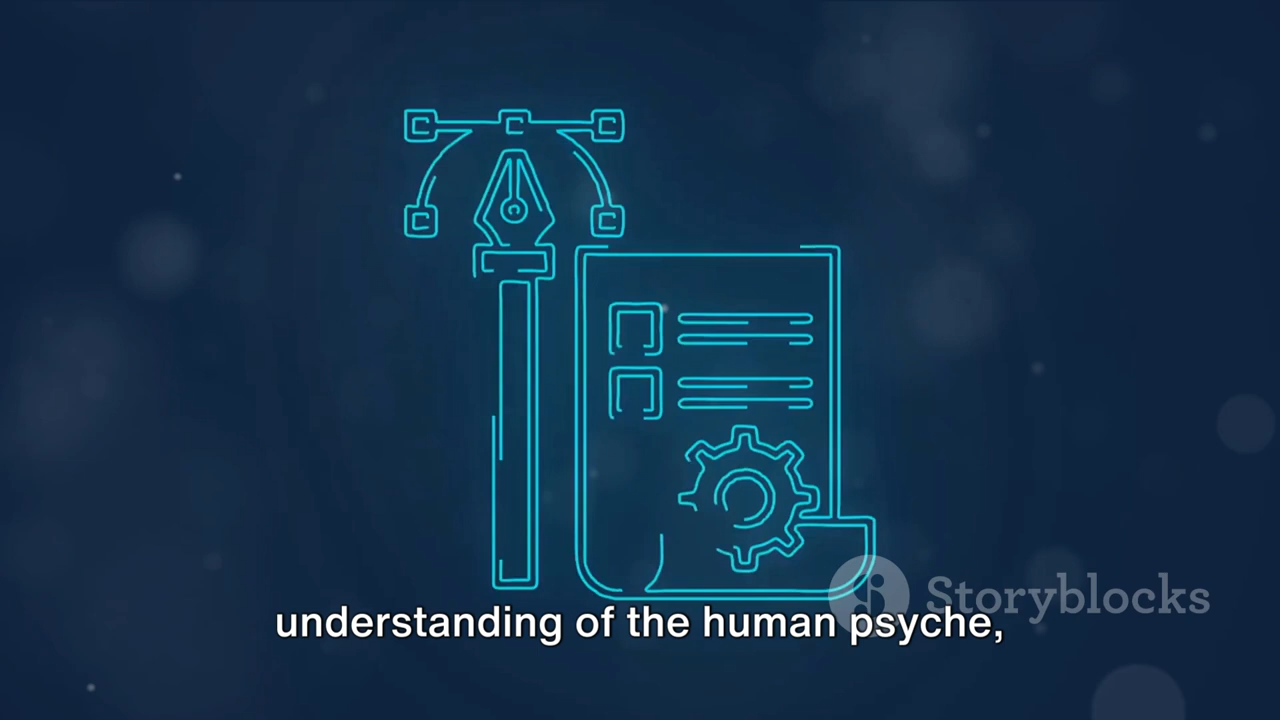 Storyblocks
understanding of the human psyche,